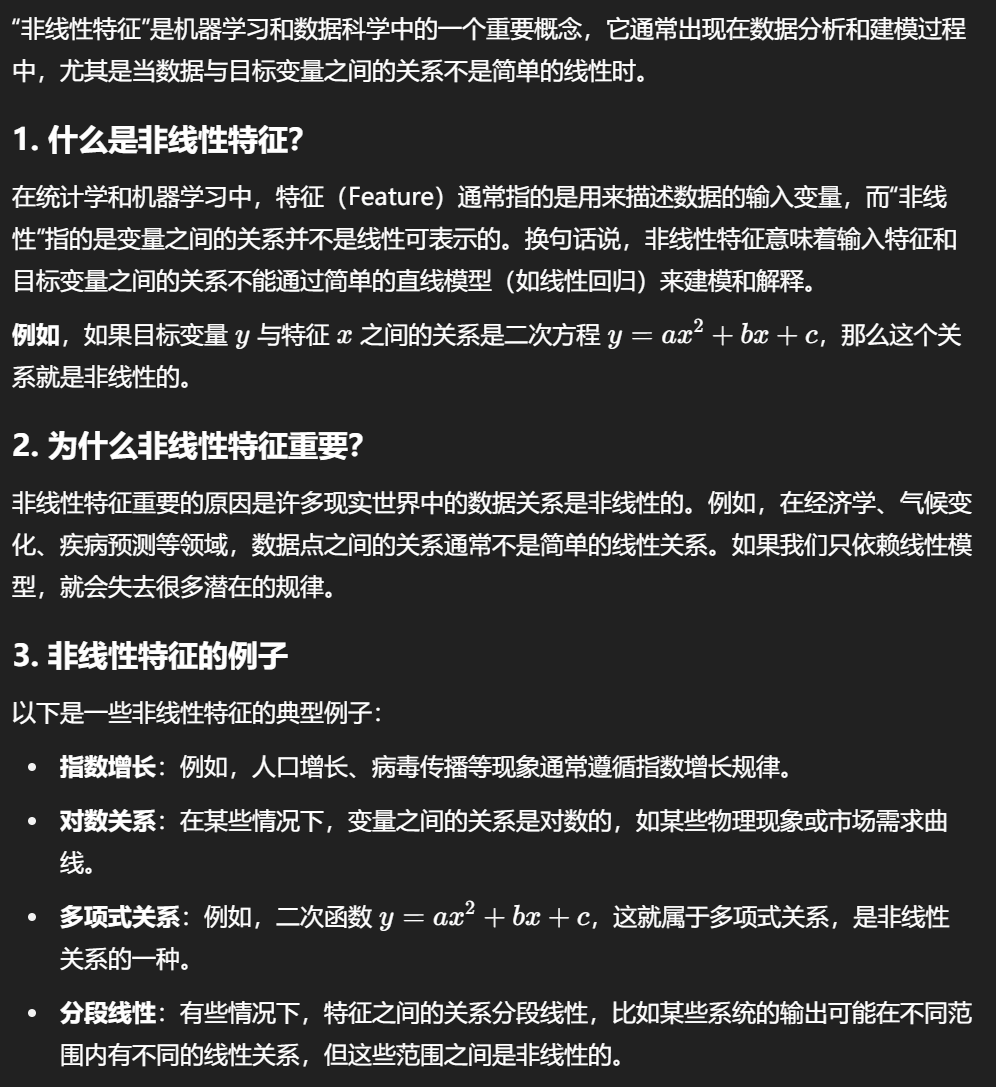 “非线性特征”是机器学习和数据科学中的一个重要概念，它通常出现在数据分析和建模过程
中，尤其是当数据与目标变量之间的关系不是简单的线性时。
1. 什么是非线性特征？
在统计学和机器学习中，特征（Feature）通常指的是用来描述数据的输入变量，而“非线
性”指的是变量之间的关系并不是线性可表示的。换句话说，非线性特征意味着输入特征和
目标变量之间的关系不能通过简单的直线模型（如线性回归）来建模和解释。
例如，如果目标变量 y 与特征 x 之间的关系是二次方程 y = ax² + bx + c，那么这个关
系就是非线性的。
2. 为什么非线性特征重要？
非线性特征重要的原因是许多现实世界中的数据关系是非线性的。例如，在经济学、气候变
化、疾病预测等领域，数据点之间的关系通常不是简单的线性关系。如果我们只依赖线性模
型，就会失去很多潜在的规律。
3. 非线性特征的例子
以下是一些非线性特征的典型例子：
• 指数增长：例如，人口增长、病毒传播等现象通常遵循指数增长规律。
• 对数关系：在某些情况下，变量之间的关系是对数的，如某些物理现象或市场需求曲
线。
• 多项式关系：例如，二次函数 y = ax² + bx + c，这就属于多项式关系，是非线性
关系的一种。
• 分段线性：有些情况下，特征之间的关系分段线性，比如某些系统的输出可能在不同范
围内有不同的线性关系，但这些范围之间是非线性的。